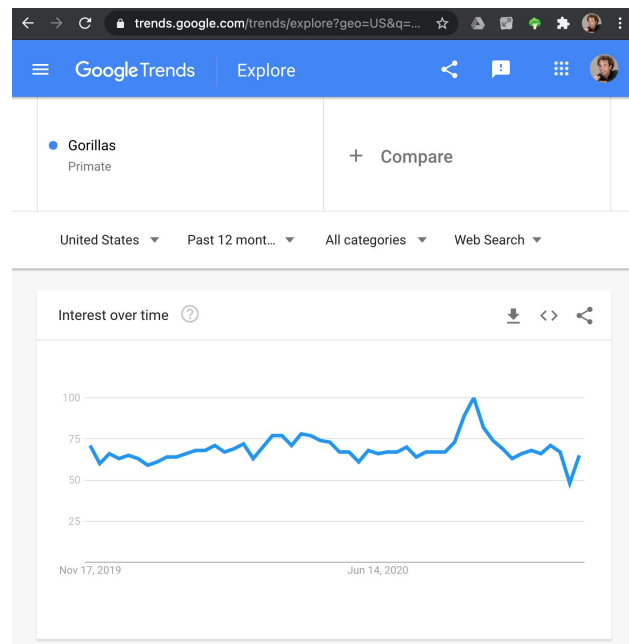 trends.google.com/trends/explore?geo=US&q=...
Google Trends Explore
Gorillas
Primate
+ Compare
United States Past 12 mont... All categories Web Search
Interest over time
100
75
50
25
Nov 17, 2019 Jun 14, 2020